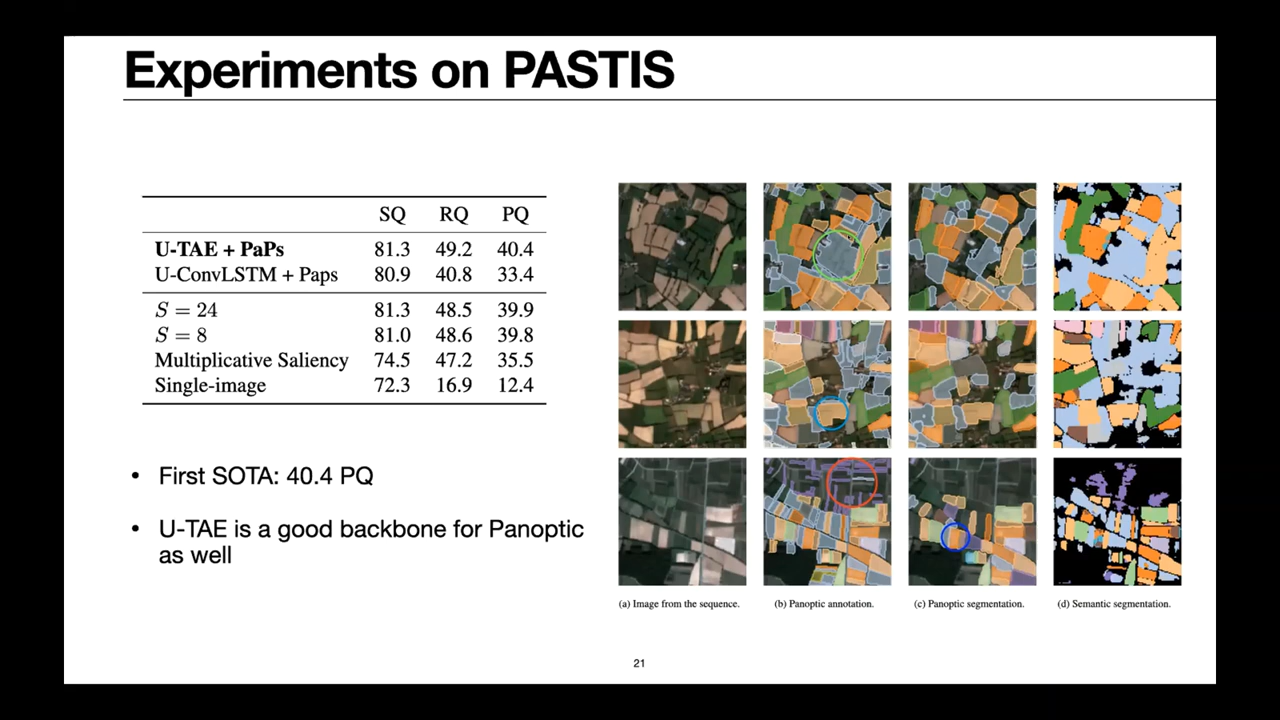 Experiments on PASTIS
SQ RQ PQ
U-TAE + PaPs 81.3 49.2 40.4
U-ConvLSTM + Paps 80.9 40.8 33.4
S = 24 81.3 48.5 39.9
S = 8 81.0 48.6 39.8
Multiplicative Saliency 74.5 47.2 35.5
Single-image 72.3 16.9 12.4
• First SOTA: 40.4 PQ
• U-TAE is a good backbone for Panoptic
as well
(a) Image from the sequence. (b) Panoptic annotation. (c) Panoptic segmentation. (d) Semantic segmentation.
21